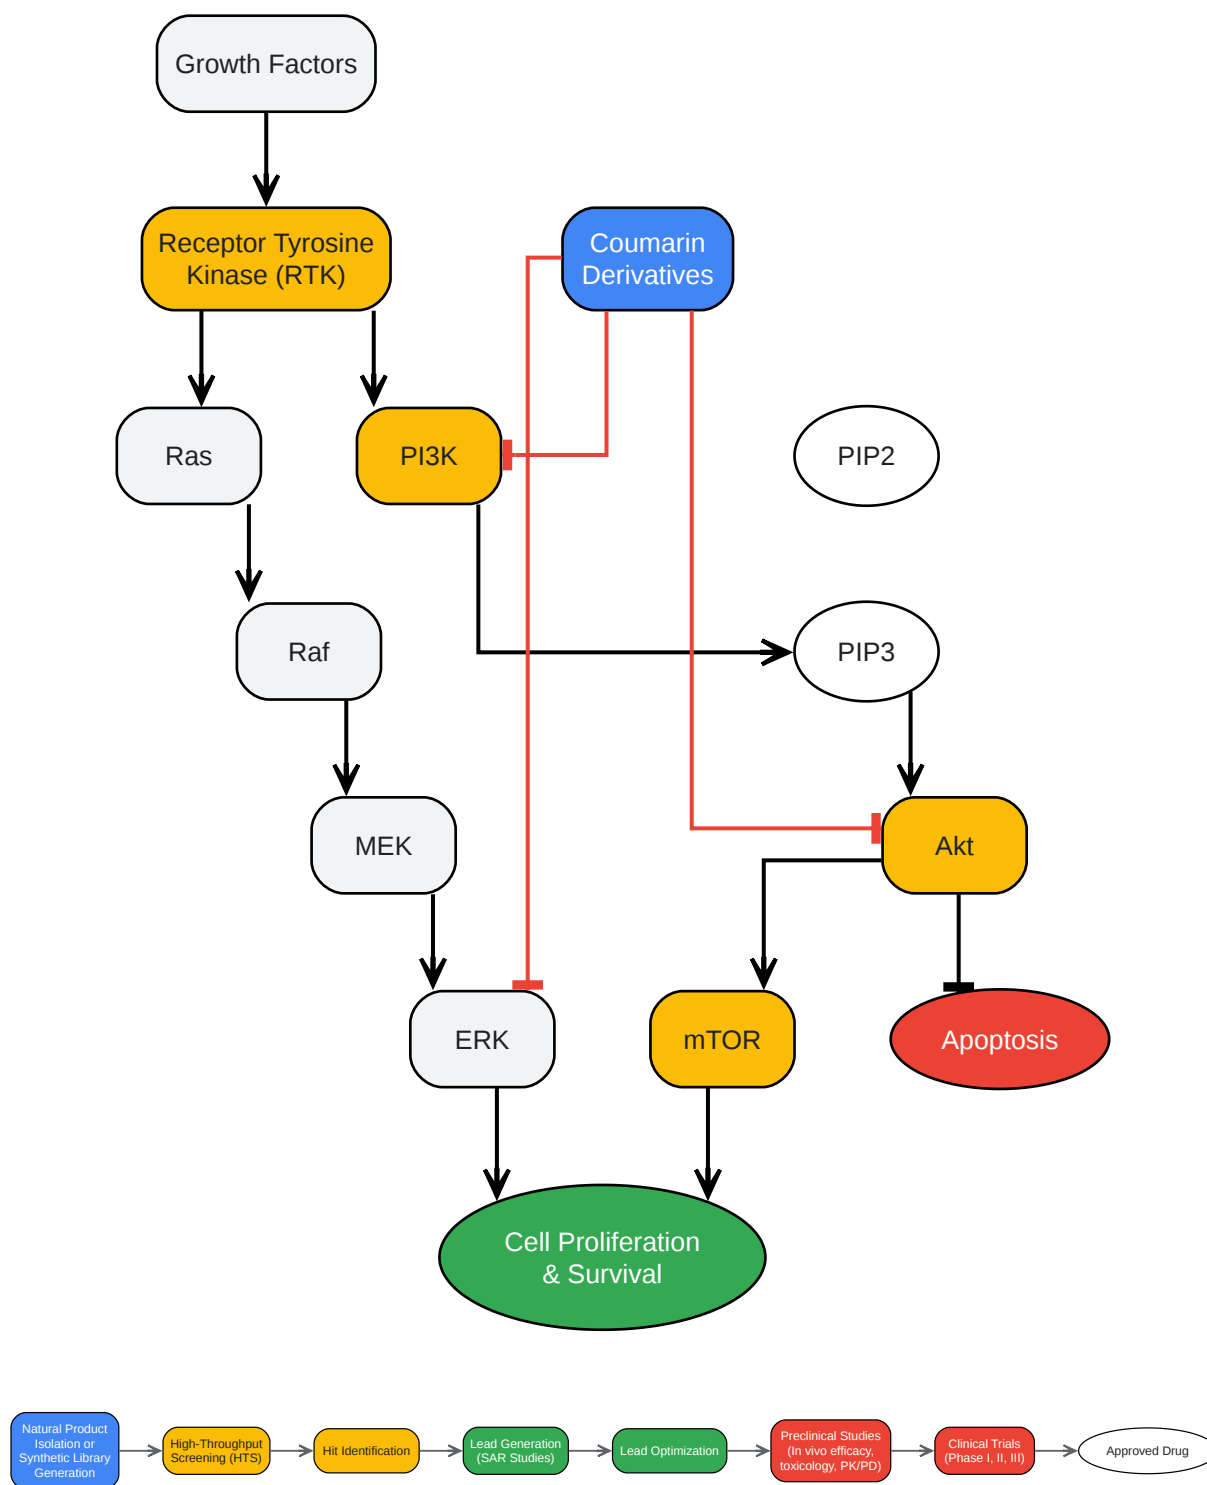 Growth Factors
Receptor Tyrosine
Kinase (RTK)
Coumarin
Derivatives
Ras
PI3K
PIP2
Raf
PIP3
MEK
Akt
ERK
mTOR
Apoptosis
Cell Proliferation
& Survival
Natural Product
Isolation or
Synthetic Library
Generation
High-Throughput
Screening (HTS)
Hit Identification
Lead Generation
(SAR Studies)
Lead Optimization
Preclinical Studies
(In vivo efficacy,
toxicology, PK/PD)
Clinical Trials
(Phase I, II, III)
Approved Drug